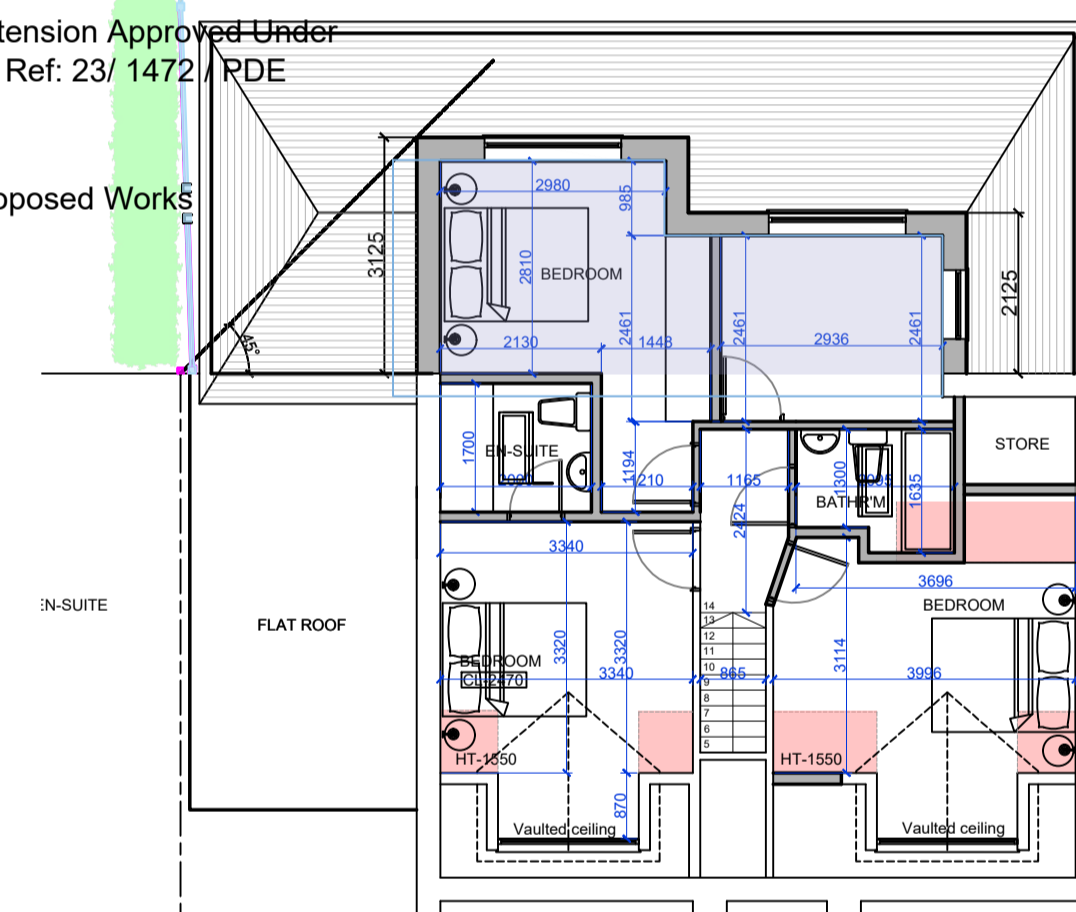 tension Approved Under
Ref: 23/ 1472 / PDE
oposed Works
45°
3125
2980
985
2810
BEDROOM
2461
2130
1443
2461
2936
2461
2125
1700
EN-SUITE
1194
1210
1165
2424
1300
BATHR'M
1635
STORE
3340
3696
EN-SUITE
FLAT ROOF
BEDROOM
CL-2470
3320
3320
3340
14
13
12
11
10
9
8
7
6
5
865
3114
BEDROOM
3996
HT-1550
HT-1550
870
Vaulted ceiling
Vaulted ceiling